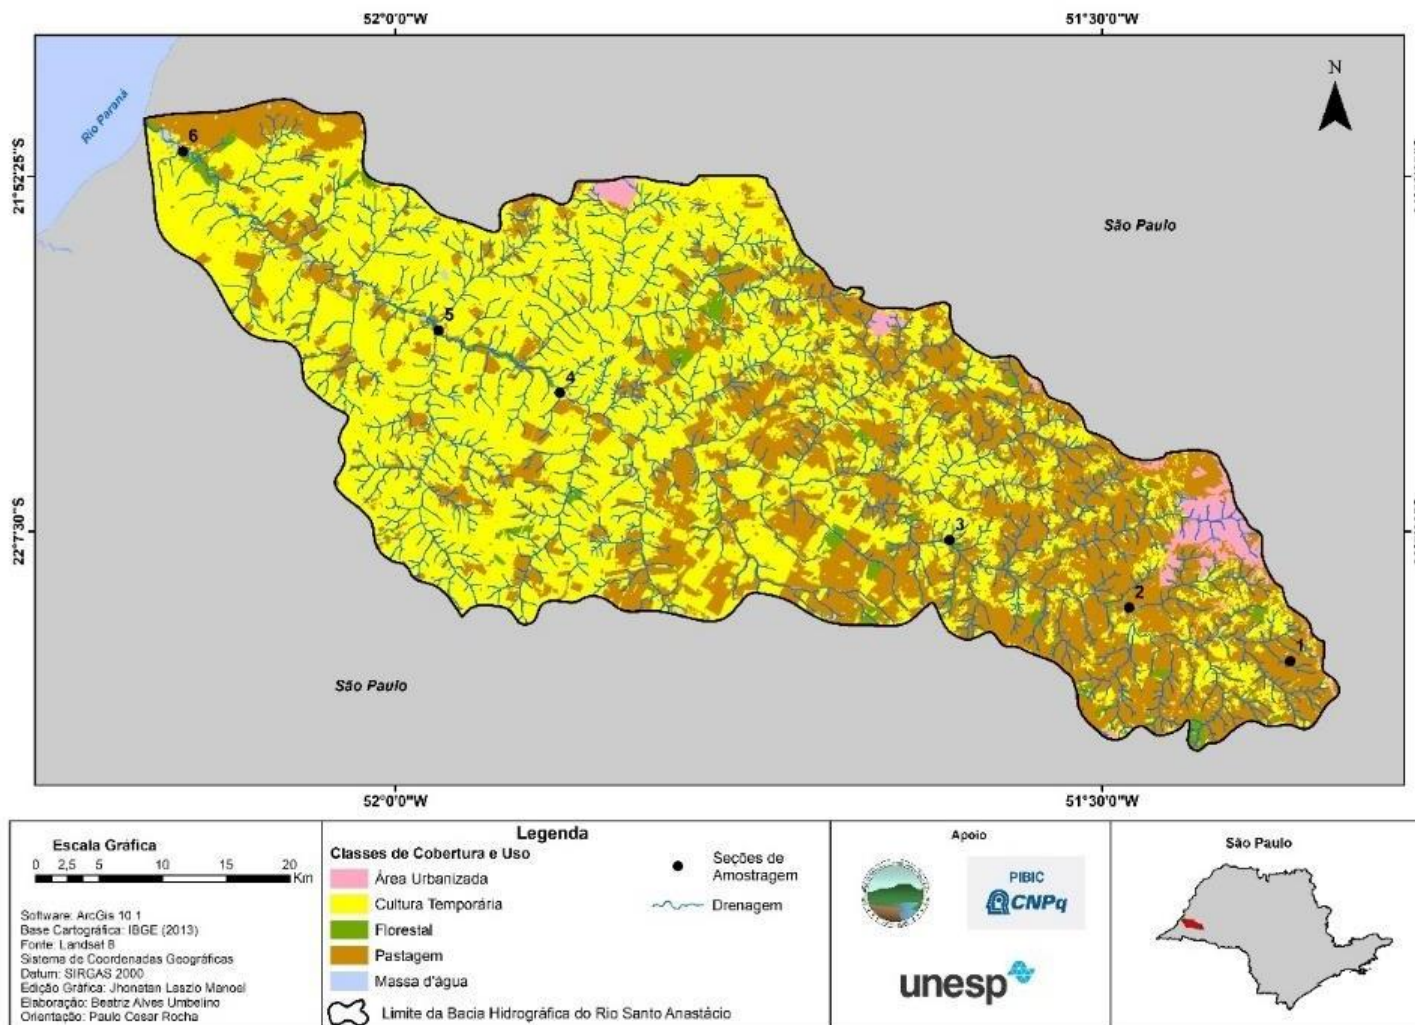 52°0'0"W
51°30'0"W
Rio Paraná
N
6
21°52'25"S
São Paulo
5
4
3
22°7'30"S
2
1
São Paulo
52°0'0"W
51°30'0"W
Escala Gráfica
0 2,5 5 10 15 20
Km
Software: ArcGis 10.1
Base Cartográfica: IBGE (2013)
Fonte: Landsat 8
Sistema de Coordenadas Geográficas
Datum: SIRGAS 2000
Edição Gráfica: Jhonatan Laszlo Manoel
Elaboração: Beatriz Alves Umbelino
Orientação: Paulo Cesar Rocha
Legenda
Classes de Cobertura e Uso
Área Urbanizada
Cultura Temporária
Florestal
Pastagem
Massa d'água
Limite da Bacia Hidrográfica do Rio Santo Anastácio
Seções de
Amostragem
Drenagem
Apoio
PIBIC
CNPq
unesp
São Paulo